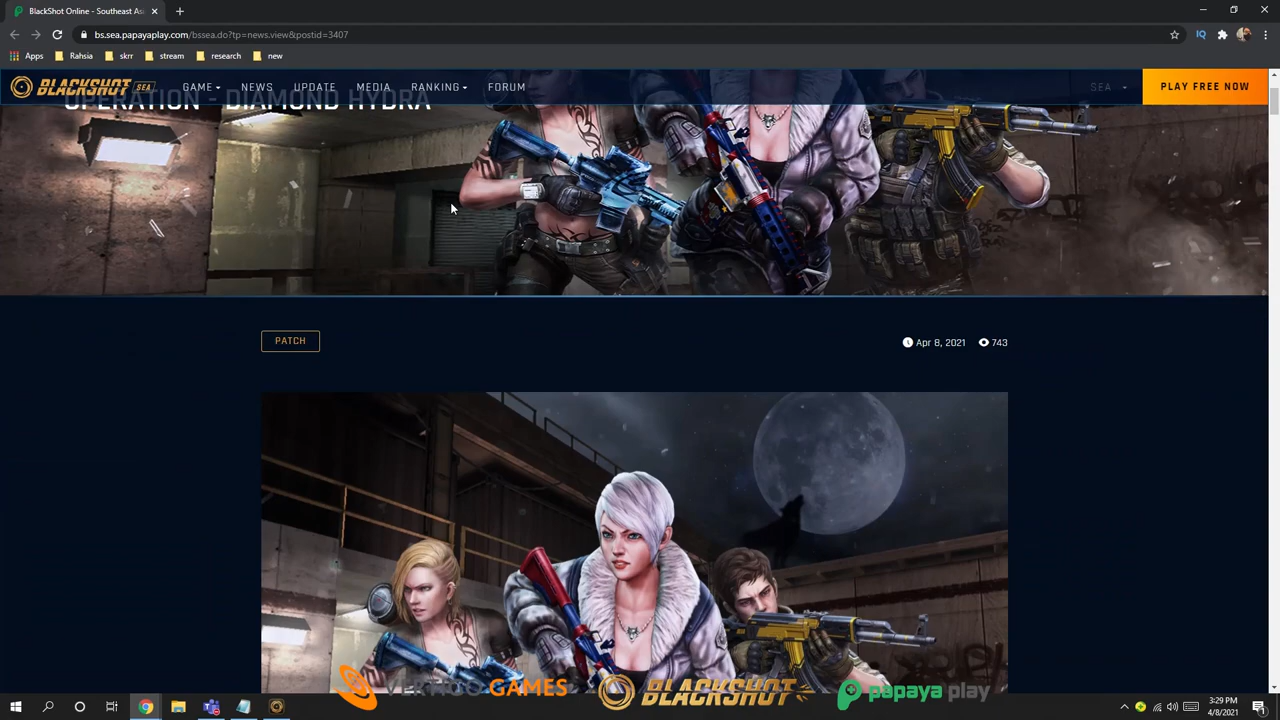 BlackShot Online - Southeast Asi
bs.sea.papayaplay.com/bssea.do?tp=news.view&postid=3407
Apps
Rahsia
skrr
stream
research
new
IQ
BLACKSHOT SEA
GAME
NEWS
UPDATE
MEDIA
RANKING
FORUM
SEA
PLAY FREE NOW
OPERATION - DIAMOND HYDRA
PATCH
Apr 8, 2021
743
GAMES
BLACKSHOT
papaya play
3:29 PM
4/8/2021